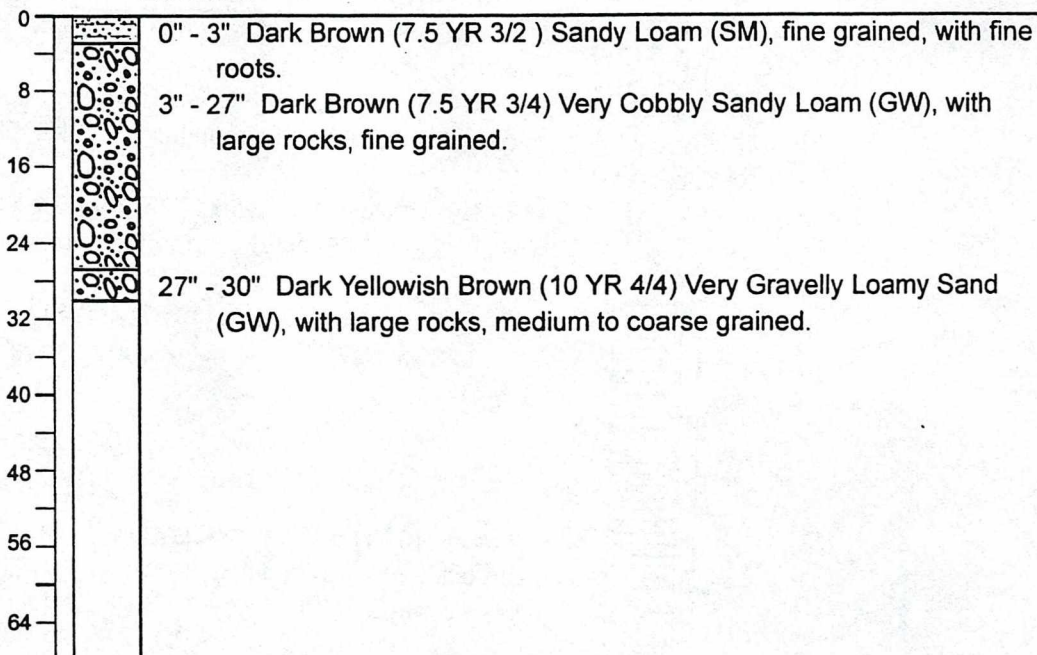 0
0" - 3" Dark Brown (7.5 YR 3/2 ) Sandy Loam (SM), fine grained, with fine
roots.
8
3" - 27" Dark Brown (7.5 YR 3/4) Very Cobbly Sandy Loam (GW), with
large rocks, fine grained.
16
24
27" - 30" Dark Yellowish Brown (10 YR 4/4) Very Gravelly Loamy Sand
32
(GW), with large rocks, medium to coarse grained.
40
48
56
64